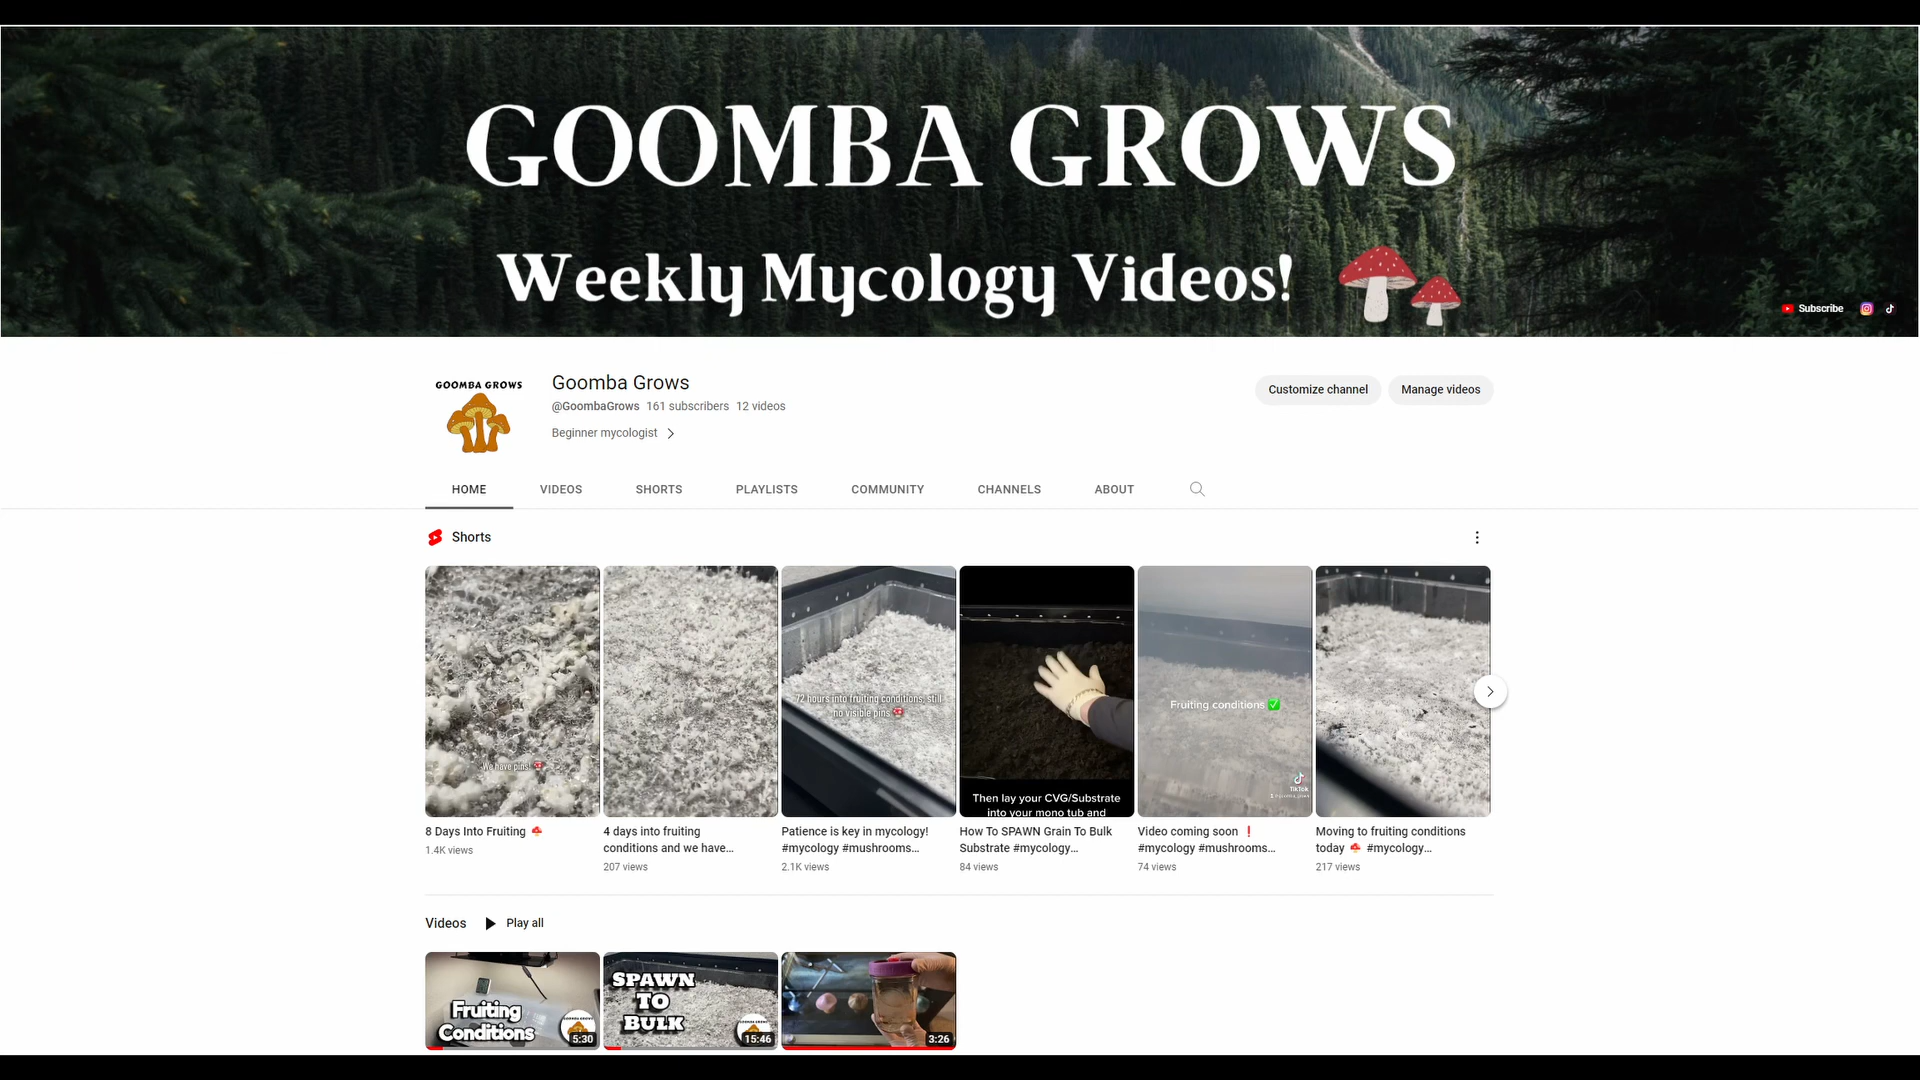 GOOMBA GROWS
Weekly Mycology Videos!
Subscribe
GOOMBA GROWS
Goomba Grows
@GoombaGrows 161 subscribers 12 videos
Beginner mycologist
Customize channel
Manage videos
HOME VIDEOS SHORTS PLAYLISTS COMMUNITY CHANNELS ABOUT
Shorts
We have pins!
72 hours into fruiting conditions, still
no visible pins
Then lay your CVG/Substrate
into your mono tub and
Fruiting conditions
TikTok
8 Days Into Fruiting
1.4K views
4 days into fruiting
conditions and we have...
207 views
Patience is key in mycology!
#mycology #mushrooms...
2.1K views
How To SPAWN Grain To Bulk
Substrate #mycology...
84 views
Video coming soon ❗
#mycology #mushrooms...
74 views
Moving to fruiting conditions
today 🍄 #mycology...
217 views
Videos
Play all
Fruiting
Conditions
5:30
SPAWN
TO
BULK
15:46
3:26